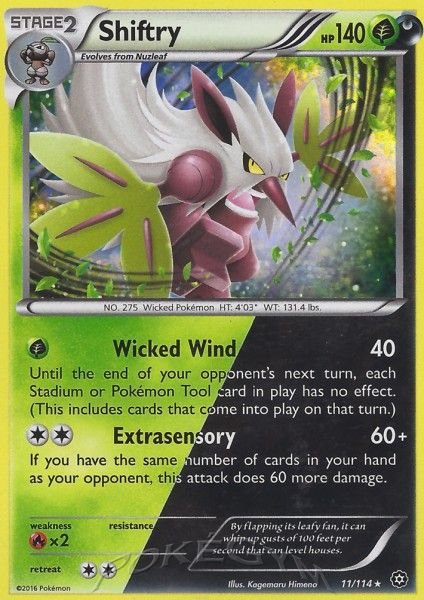 STAGE2
Shiftry
HP140
Evolves from Nuzleaf
NO. 275 Wicked Pokémon HT: 4'03" WT: 131.4 lbs.
Wicked Wind 40
Until the end of your opponent's next turn, each
Stadium or Pokémon Tool card in play has no effect.
(This includes cards that come into play on that turn.)
Extrasensory 60+
If you have the same number of cards in your hand
as your opponent, this attack does 60 more damage.
weakness resistance
×2
retreat
By flapping its leafy fan, it can
whip up gusts of 100 feet per
second that can level houses.
©2016 Pokémon
Illus. Kagemaru Himeno
11/114 ★
POKÉGYM